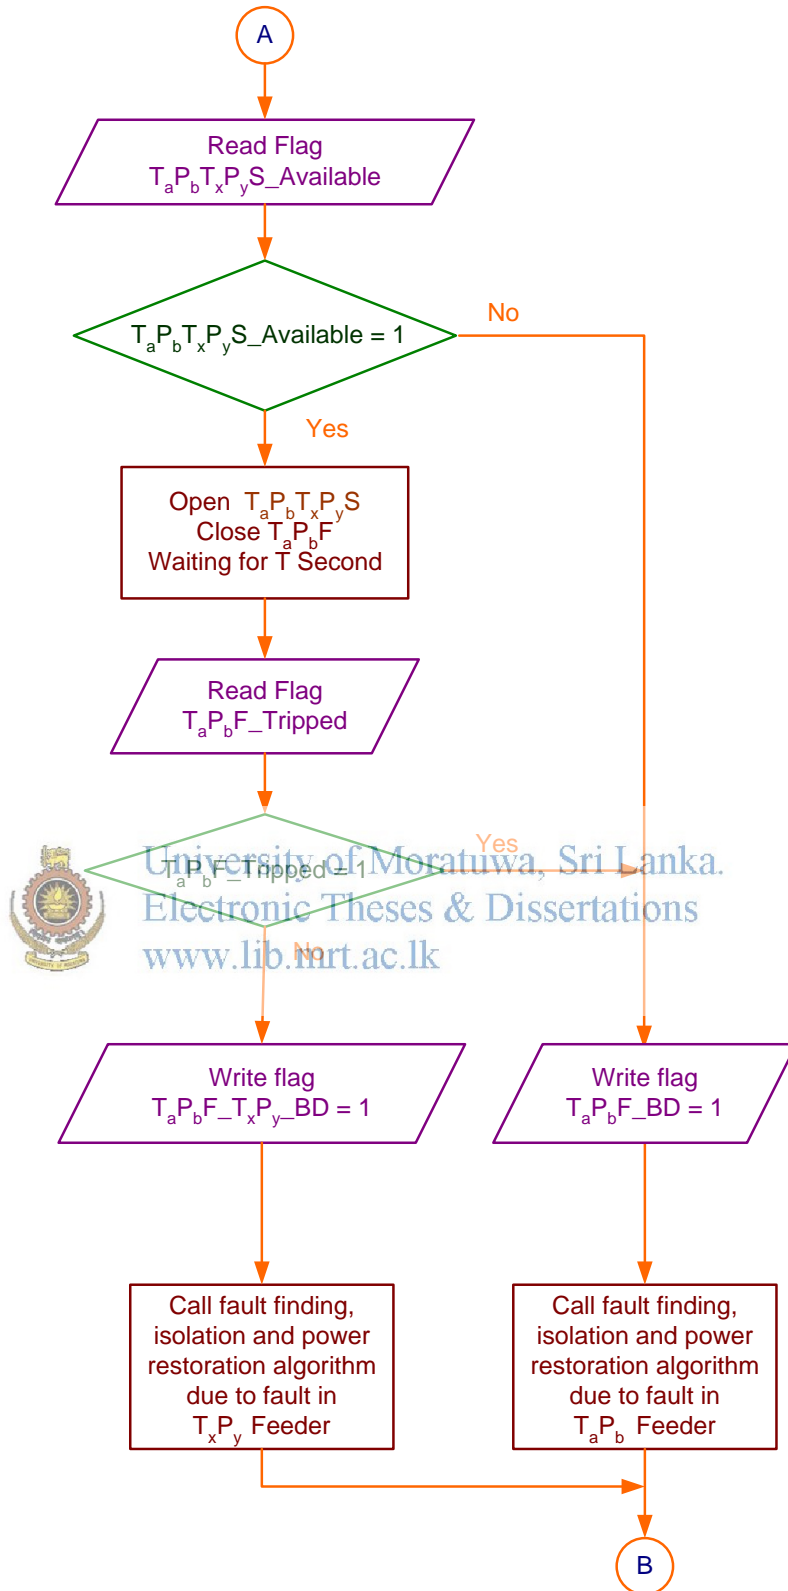 A
Read Flag
TaPbTxPyS_Available
TaPbTxPyS_Available = 1
No
Yes
Open TaPbTxPyS
Close TaPbF
Waiting for T Second
Read Flag
TaPbF_Tripped
TaPbF_Tripped = 1
Yes
University of Moratuwa, Sri Lanka.
Electronic Theses & Dissertations
www.lib.mrt.ac.lk
No
Write flag
TaPbF_TxPy_BD = 1
Write flag
TaPbF_BD = 1
Call fault finding,
isolation and power
restoration algorithm
due to fault in
TxPy Feeder
Call fault finding,
isolation and power
restoration algorithm
due to fault in
TaPb Feeder
B